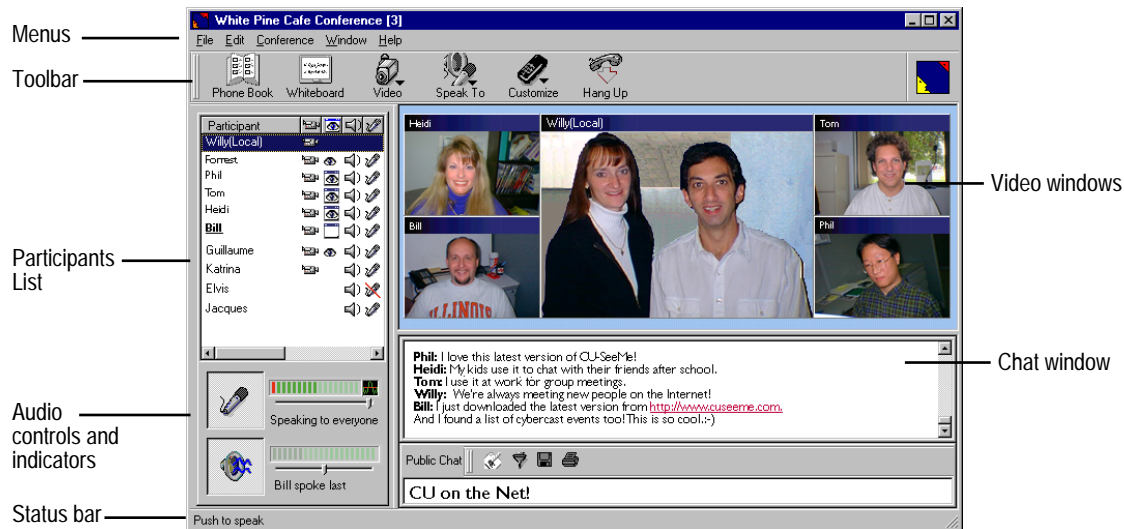 White Pine Cafe Conference [3]
Menus
File Edit Conference Window Help
Toolbar
Phone Book Whiteboard Video Speak To Customize Hang Up
Participant
Willy(Local)
Forrest
Phil
Tom
Heidi
Bill
Guillaume
Katrina
Elvis
Jacques
Participants
List
Heidi
Willy(Local)
Tom
Bill
Phil
ILLINOIS
Video windows
Phil: I love this latest version of CU-SeeMe!
Heidi: My kids use it to chat with their friends after school.
Tom: I use it at work for group meetings.
Willy: We're always meeting new people on the Internet!
Bill: I just downloaded the latest version from http://www.cuseeme.com.
And I found a list of cybercast events too! This is so cool.:-)
Chat window
Audio
controls and
indicators
Speaking to everyone
Bill spoke last
Public Chat
CU on the Net!
Status bar
Push to speak